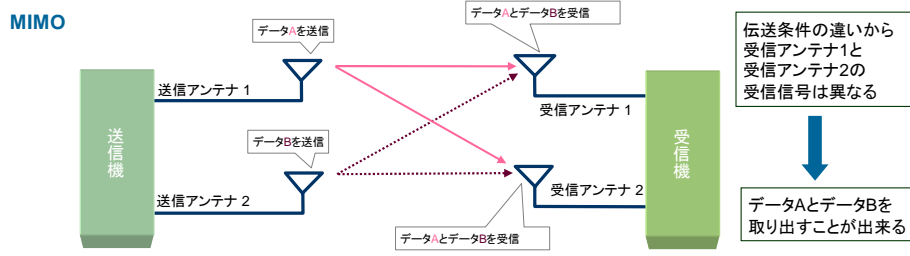 MIMO
データAを送信
データAとデータBを受信
送信アンテナ 1
受信アンテナ 1
送信機
受信機
データBを送信
送信アンテナ 2
受信アンテナ 2
データAとデータBを受信
伝送条件の違いから
受信アンテナ1と
受信アンテナ2の
受信信号は異なる
データAとデータBを
取り出すことが出来る